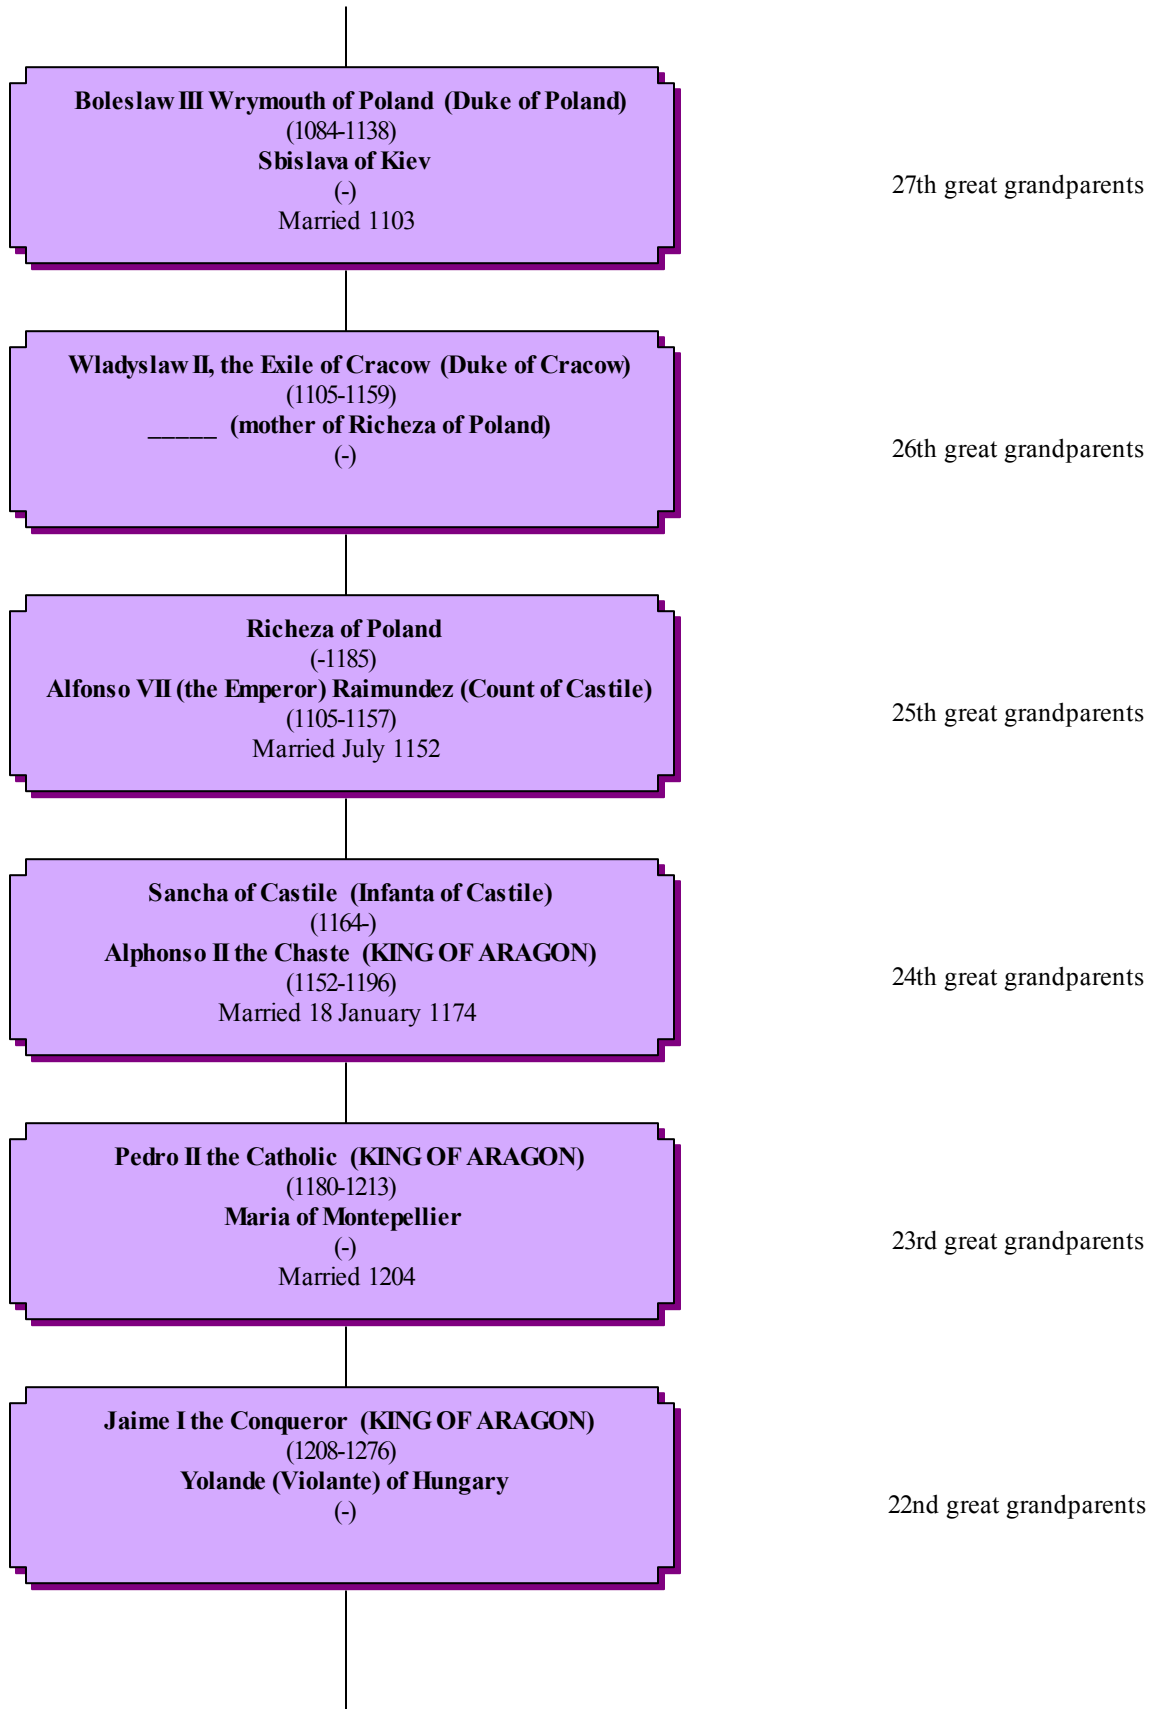 Boleslaw III Wrymouth of Poland (Duke of Poland)
(1084-1138)
Sbislava of Kiev
(-)
Married 1103
27th great grandparents
Wladyslaw II, the Exile of Cracow (Duke of Cracow)
(1105-1159)
_____ (mother of Richeza of Poland)
(-)
26th great grandparents
Richeza of Poland
(-1185)
Alfonso VII (the Emperor) Raimundez (Count of Castile)
(1105-1157)
Married July 1152
25th great grandparents
Sancha of Castile (Infanta of Castile)
(1164-)
Alphonso II the Chaste (KING OF ARAGON)
(1152-1196)
Married 18 January 1174
24th great grandparents
Pedro II the Catholic (KING OF ARAGON)
(1180-1213)
Maria of Montepellier
(-)
Married 1204
23rd great grandparents
Jaime I the Conqueror (KING OF ARAGON)
(1208-1276)
Yolande (Violante) of Hungary
(-)
22nd great grandparents